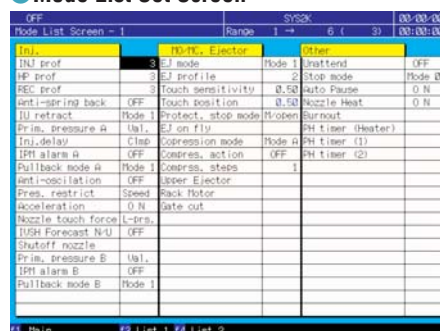 Mode List Set Screen
OFF SYS2K
Mode List Screen - 1 Range 1 → 6 ( 3)
Inj. MO/MC, Ejector Other
INJ prof 3 EJ mode Mode 1 Unattend OFF
HP prof 3 EJ profile 2 Stop mode Mode 0
REC prof 3 Touch sensitivity 0.50 Auto Pause O N
Anti-spring back OFF Touch position 0.50 Nozzle Heat O N
IU retract Mode 1 Protect. stop mode M/open Burnout
Prim. pressure A Val. EJ on fly PH timer (Heater)
Inj.delay Clmp Copression mode Mode A PH timer (1)
IPM alarm A OFF Compres. action OFF PH timer (2)
Pullback mode A Mode 1 Comprss. steps 1
Anti-oscilation OFF Upper Ejector
Pres. restrict Speed Rack Motor
Acceleration O N Gate cut
Nozzle touch force L-prs.
IUSH Forecast N/U OFF
Shutoff nozzle
Prim. pressure B Val.
IPM alarm B OFF
Pullback mode B Mode 1
F1 Main F3 List 1 F4 List 2